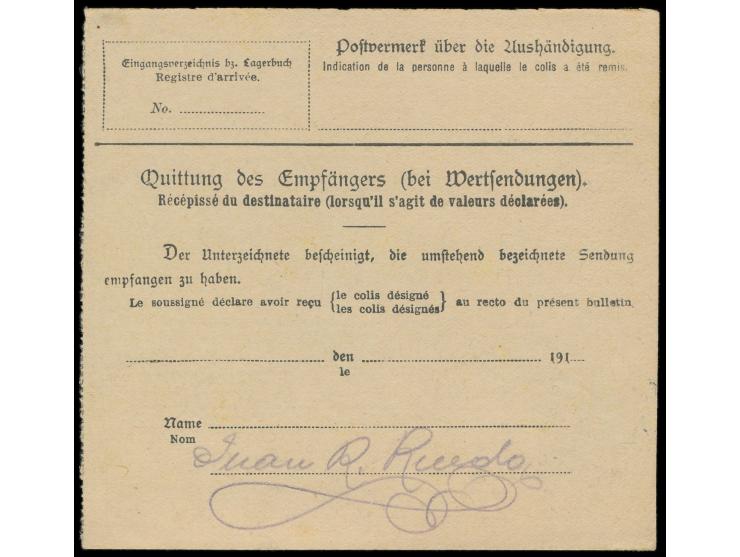 Eingangsverzeichnis bz. Lagerbuch
Registre d'arrivée.
No.
Postvermerk über die Aushändigung.
Indication de la personne à laquelle le colis a été remis.
Quittung des Empfängers (bei Wertsendungen).
Récépissé du destinataire (lorsqu'il s'agit de valeurs déclarées).
Der Unterzeichnete bescheinigt, die umstehend bezeichnete Sendung
empfangen zu haben.
Le soussigné déclare avoir reçu {le colis désigné / les colis désignés} au recto du présent bulletin.
den 191
le
Name
Nom
Juan R. Rueda